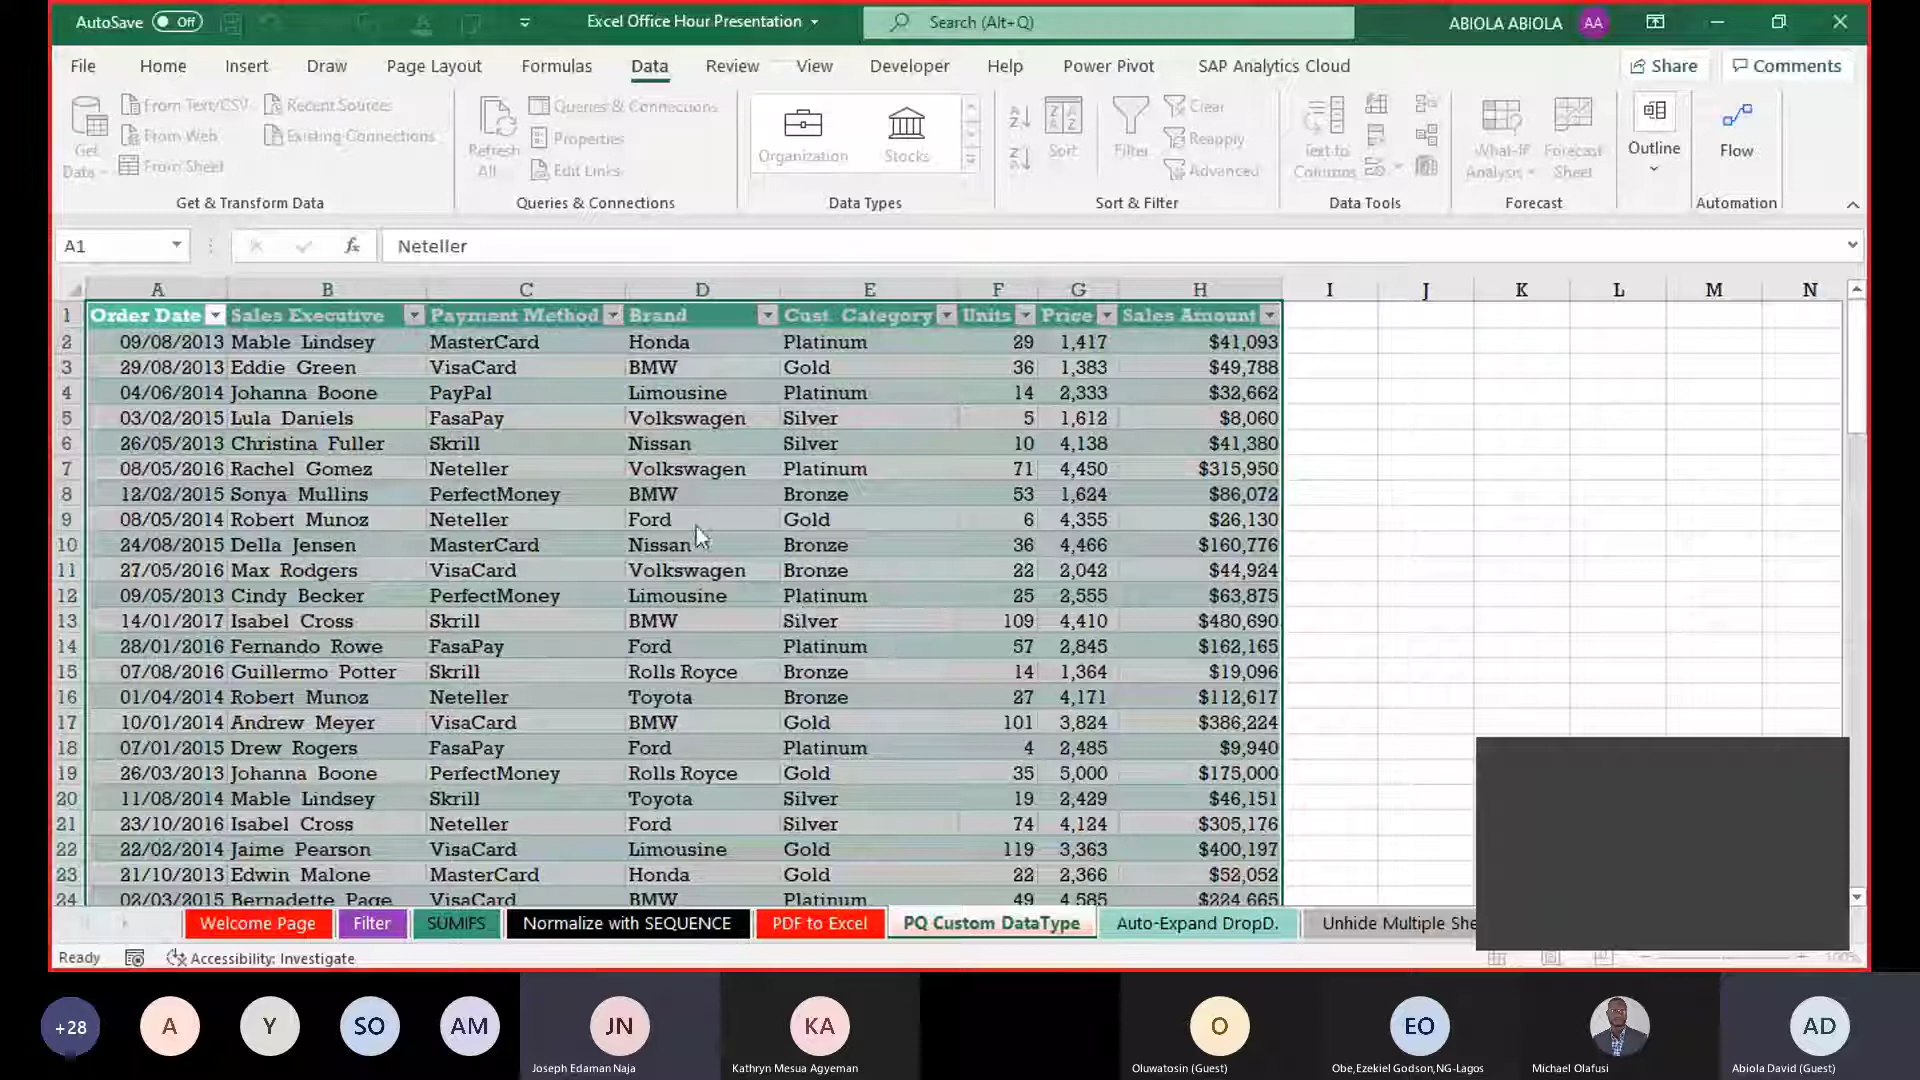 AutoSave Off Excel Office Hour Presentation Search (Alt+Q) ABIOLA ABIOLA AA
File Home Insert Draw Page Layout Formulas Data Review View Developer Help Power Pivot SAP Analytics Cloud Share Comments
Get Data
From Text/CSV
From Web
From Sheet
Recent Sources
Existing Connections
Get & Transform Data
Refresh All
Queries & Connections
Properties
Edit Links
Queries & Connections
Organization
Stocks
Data Types
Sort
Filter
Clear
Reapply
Advanced
Sort & Filter
Text to Columns
Data Tools
What-If Analysis
Forecast Sheet
Forecast
Outline
Flow
Automation
A1 fx Neteller
A B C D E F G H I J K L M N
1 Order Date Sales Executive Payment Method Brand Cust. Category Units Price Sales Amount
2 09/08/2013 Mable Lindsey MasterCard Honda Platinum 29 1,417 $41,093
3 29/08/2013 Eddie Green VisaCard BMW Gold 36 1,383 $49,788
4 04/06/2014 Johanna Boone PayPal Limousine Platinum 14 2,333 $32,662
5 03/02/2015 Lula Daniels FasaPay Volkswagen Silver 5 1,612 $8,060
6 26/05/2013 Christina Fuller Skrill Nissan Silver 10 4,138 $41,380
7 08/05/2016 Rachel Gomez Neteller Volkswagen Platinum 71 4,450 $315,950
8 12/02/2015 Sonya Mullins PerfectMoney BMW Bronze 53 1,624 $86,072
9 08/05/2014 Robert Munoz Neteller Ford Gold 6 4,355 $26,130
10 24/08/2015 Della Jensen MasterCard Nissan Bronze 36 4,466 $160,776
11 27/05/2016 Max Rodgers VisaCard Volkswagen Bronze 22 2,042 $44,924
12 09/05/2013 Cindy Becker PerfectMoney Limousine Platinum 25 2,555 $63,875
13 14/01/2017 Isabel Cross Skrill BMW Silver 109 4,410 $480,690
14 28/01/2016 Fernando Rowe FasaPay Ford Platinum 57 2,845 $162,165
15 07/08/2016 Guillermo Potter Skrill Rolls Royce Bronze 14 1,364 $19,096
16 01/04/2014 Robert Munoz Neteller Toyota Bronze 27 4,171 $112,617
17 10/01/2014 Andrew Meyer VisaCard BMW Gold 101 3,824 $386,224
18 07/01/2015 Drew Rogers FasaPay Ford Platinum 4 2,485 $9,940
19 26/03/2013 Johanna Boone PerfectMoney Rolls Royce Gold 35 5,000 $175,000
20 11/08/2014 Mable Lindsey Skrill Toyota Silver 19 2,429 $46,151
21 23/10/2016 Isabel Cross Neteller Ford Silver 74 4,124 $305,176
22 22/02/2014 Jaime Pearson VisaCard Limousine Gold 119 3,363 $400,197
23 21/10/2013 Edwin Malone MasterCard Honda Gold 22 2,366 $52,052
24 02/03/2015 Bernadette Page VisaCard BMW Platinum 49 4,585 $224,665
Welcome Page Filter SUMIFS Normalize with SEQUENCE PDF to Excel PQ Custom DataType Auto-Expand DropD. Unhide Multiple She
Ready Accessibility: Investigate 100%
+28 A Y SO AM JN KA O EO AD
Joseph Edaman Naja Kathryn Mesua Agyeman Oluwatosin (Guest) Obe,Ezekiel Godson,NG-Lagos Michael Olafusi Abiola David (Guest)